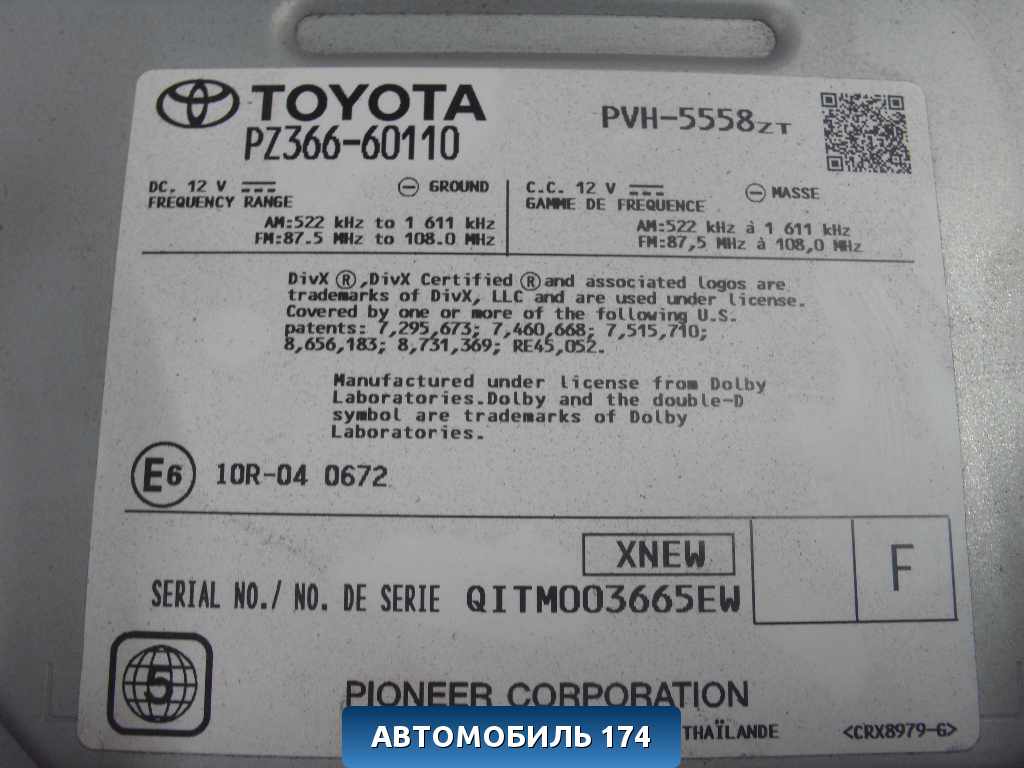 TOYOTA
PZ366-60110
PVH-5558ZT
DC. 12 V ⊖ GROUND
FREQUENCY RANGE
AM:522 kHz to 1 611 kHz
FM:87.5 MHz to 108.0 MHz
C.C. 12 V ⊖ MASSE
GAMME DE FREQUENCE
AM:522 kHz à 1 611 kHz
FM:87,5 MHz à 108,0 MHz
DivX ®,DivX Certified ® and associated logos are
trademarks of DivX, LLC and are used under license.
Covered by one or more of the following U.S.
patents: 7,295,673; 7,460,668; 7,515,710;
8,656,183; 8,731,369; RE45,052.
Manufactured under license from Dolby
Laboratories.Dolby and the double-D
symbol are trademarks of Dolby
Laboratories.
E6 10R-04 0672
XNEW
F
SERIAL NO./ NO. DE SERIE QITM003665EW
5
PIONEER CORPORATION
THAÏLANDE <CRX8979-G>
АВТОМОБИЛЬ 174